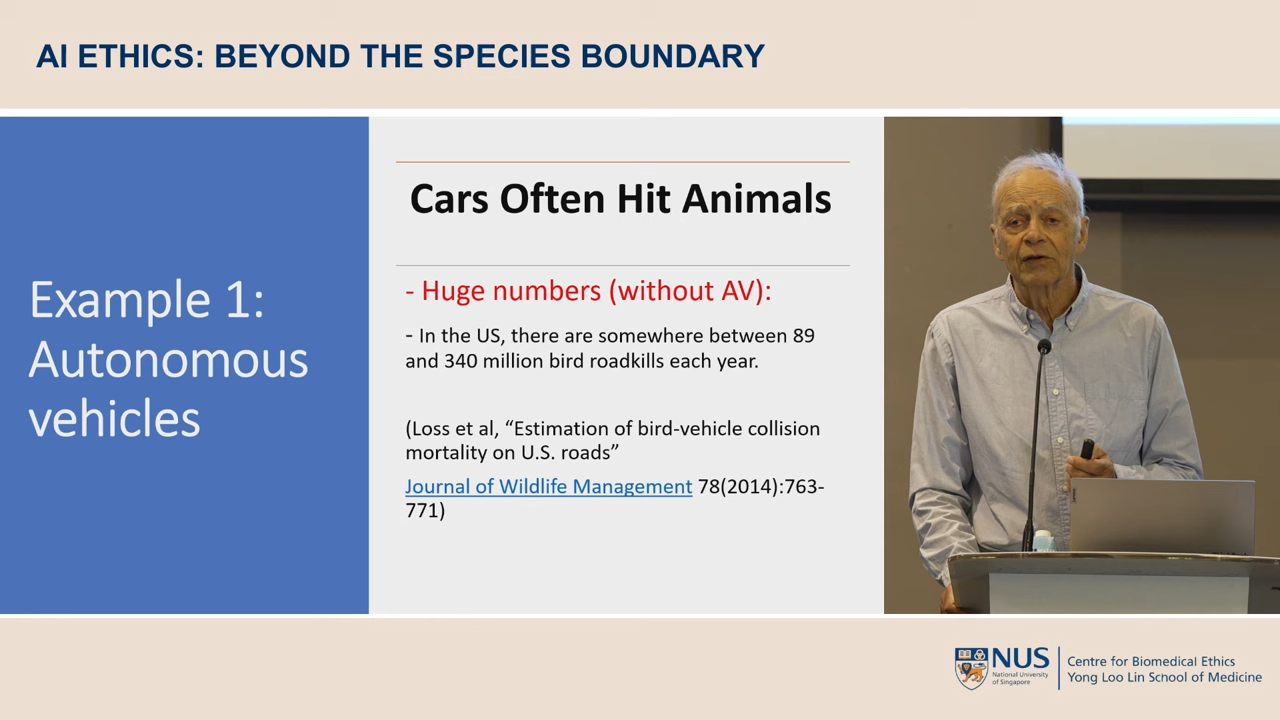 AI ETHICS: BEYOND THE SPECIES BOUNDARY
Example 1:
Autonomous
vehicles
Cars Often Hit Animals
- Huge numbers (without AV):
- In the US, there are somewhere between 89
and 340 million bird roadkills each year.
(Loss et al, “Estimation of bird-vehicle collision
mortality on U.S. roads”
Journal of Wildlife Management 78(2014):763-
771)
NUS
National University
of Singapore
Centre for Biomedical Ethics
Yong Loo Lin School of Medicine